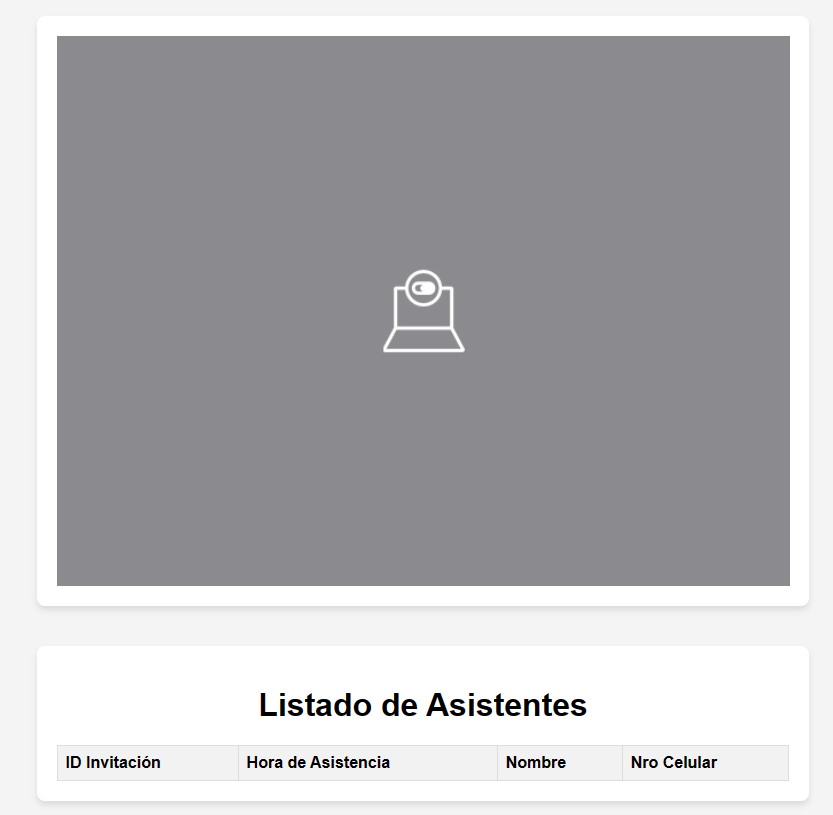 Listado de Asistentes
ID Invitación Hora de Asistencia Nombre Nro Celular